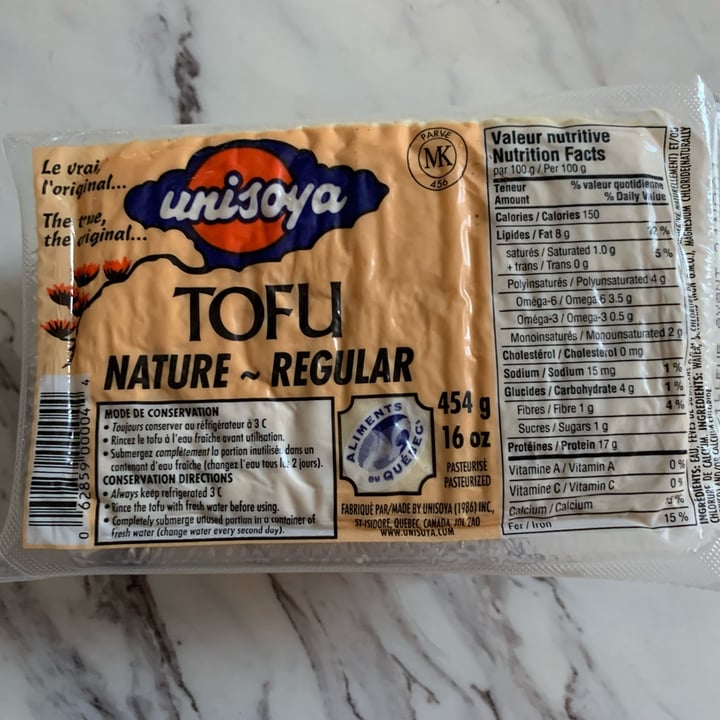 Le vrai,
l'original...
The true,
the original...
unisoya
PARVÉ
MK
456
TOFU
NATURE ~ REGULAR
MODE DE CONSERVATION
• Toujours conserver au réfrigérateur à 3 C
• Rincez le tofu à l'eau fraîche avant utilisation.
• Submergez complètement la portion inutilisée dans un
contenant d'eau fraîche (changez l'eau tous les 2 jours).
CONSERVATION DIRECTIONS
• Always keep refrigerated 3 C
• Rince the tofu with fresh water before using.
• Completely submerge unused portion in a container of
fresh water (change water every second day).
0 62859 00004 4
ALIMENTS
DU QUÉBEC
454 g
16 oz
PASTEURISÉ
PASTEURIZED
FABRIQUÉ PAR/MADE BY UNISOYA (1986) INC.,
ST-ISIDORE, QUEBEC, CANADA, J0L 2A0
WWW.UNISOYA.COM
Valeur nutritive
Nutrition Facts
par 100 g / Per 100 g
Teneur % valeur quotidienne
Amount % Daily Value
Calories / Calories 150
Lipides / Fat 8 g %
saturés / Saturated 1.0 g 5 %
+ trans / Trans 0 g
Polyinsaturés / Polyunsaturated 4 g
Oméga-6 / Omega 6 3.5 g
Oméga-3 / Omega-3 0.5 g
Monoinsaturés / Monounsaturated 2 g
Cholestérol / Cholesterol 0 mg
Sodium / Sodium 15 mg 1 %
Glucides / Carbohydrate 4 g 1 %
Fibres / Fibre 1 g 4 %
Sucres / Sugars 1 g
Protéines / Protein 17 g
Vitamine A / Vitamin A 0 %
Vitamine C / Vitamin C 0 %
Calcium / Calcium %
Fer / Iron 15 %